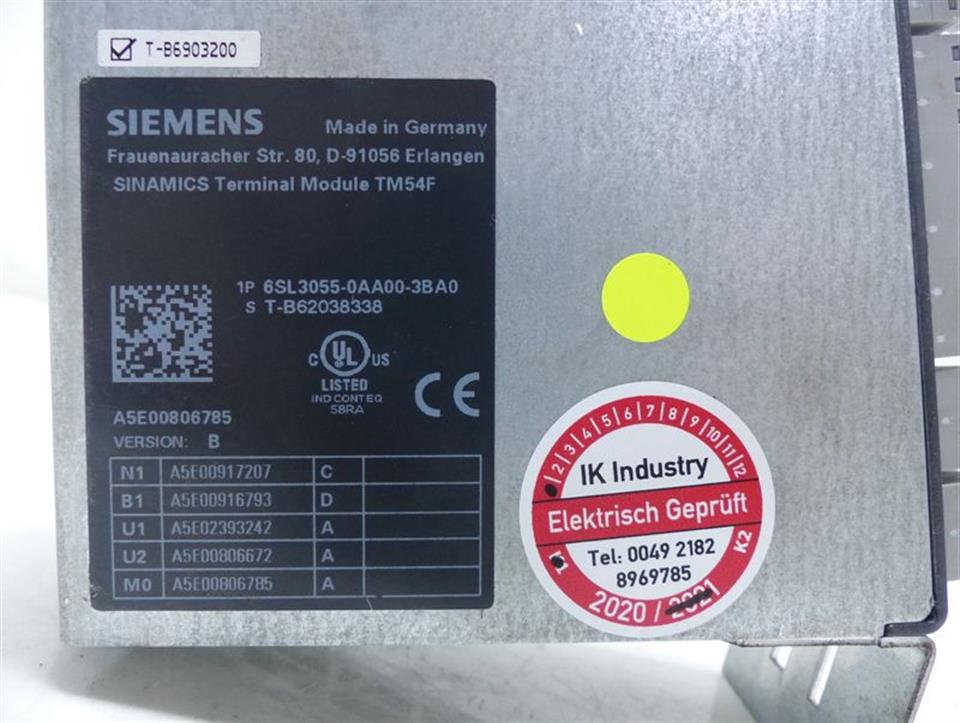 T-B6903200
SIEMENS
Made in Germany
Frauenauracher Str. 80, D-91056 Erlangen
SINAMICS Terminal Module TM54F
1P 6SL3055-0AA00-3BA0
S T-B62038338
C UL US
LISTED
IND CONT EQ
58RA
CE
A5E00806785
VERSION: B
N1 A5E00917207 C
B1 A5E00916793 D
U1 A5E02393242 A
U2 A5E00806672 A
M0 A5E00806785 A
2|3|4|5|6|7|8|9|10|11|12
IK Industry
Elektrisch Geprüft
Tel: 0049 2182
8969785
K2
2020 / 2021